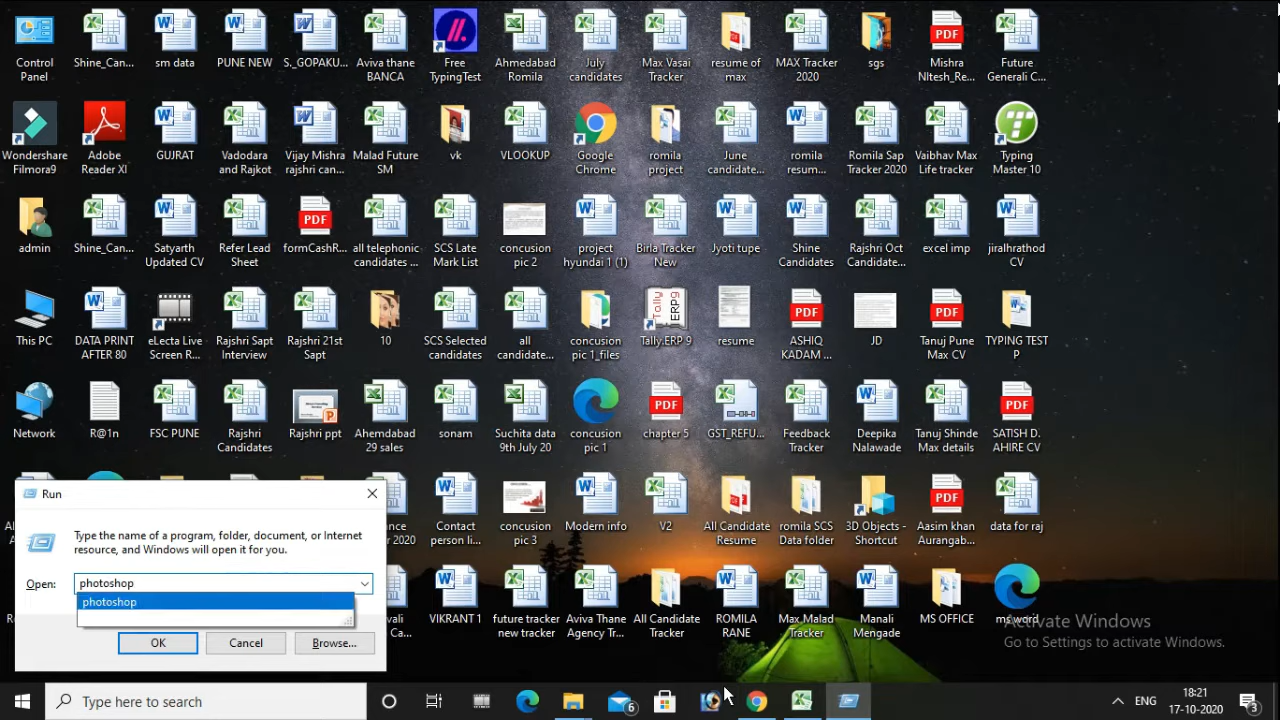 Control
Panel
Shine_Can...
sm data
PUNE NEW
S._GOPAKU...
Aviva thane
BANCA
Free
TypingTest
Ahmedabad
Romila
July
candidates
Max Vasai
Tracker
resume of
max
MAX Tracker
2020
sgs
Mishra
NItesh_Re...
Future
Generali C...
Wondershare
Filmora9
Adobe
Reader XI
GUJRAT
Vadodara
and Rajkot
Vijay Mishra
rajshri can...
Malad Future
SM
vk
VLOOKUP
Google
Chrome
romila
project
June
candidate...
romila
resum...
Romila Sap
Tracker 2020
Vaibhav Max
Life tracker
Typing
Master 10
admin
Shine_Can...
Satyarth
Updated CV
Refer Lead
Sheet
formCashR...
all telephonic
candidates ...
SCS Late
Mark List
concusion
pic 2
project
hyundai 1 (1)
Birla Tracker
New
Jyoti tupe
Shine
Candidates
Rajshri Oct
Candidate...
excel imp
jiralhrathod
CV
This PC
DATA PRINT
AFTER 80
eLecta Live
Screen R...
Rajshri Sapt
Interview
Rajshri 21st
Sapt
10
SCS Selected
candidates
all
candidate...
concusion
pic 1_files
Tally.ERP 9
resume
ASHIQ
KADAM ...
JD
Tanuj Pune
Max CV
TYPING TEST
P
Network
R@1n
FSC PUNE
Rajshri
Candidates
Rajshri ppt
Ahemdabad
29 sales
sonam
Suchita data
9th July 20
concusion
pic 1
chapter 5
GST_REFU...
Feedback
Tracker
Deepika
Nalawade
Tanuj Shinde
Max details
SATISH D.
AHIRE CV
Contact
person li...
concusion
pic 3
Modern info
V2
All Candidate
Resume
romila SCS
Data folder
3D Objects -
Shortcut
Aasim khan
Aurangab...
data for raj
VIKRANT 1
future tracker
new tracker
Aviva Thane
Agency Tr...
All Candidate
Tracker
ROMILA
RANE
Max Malad
Tracker
Manali
Mengade
MS OFFICE
ms word
Run
Type the name of a program, folder, document, or Internet
resource, and Windows will open it for you.
Open:
photoshop
photoshop
OK
Cancel
Browse...
Activate Windows
Go to Settings to activate Windows.
Type here to search
6
ENG
18:21
17-10-2020
3